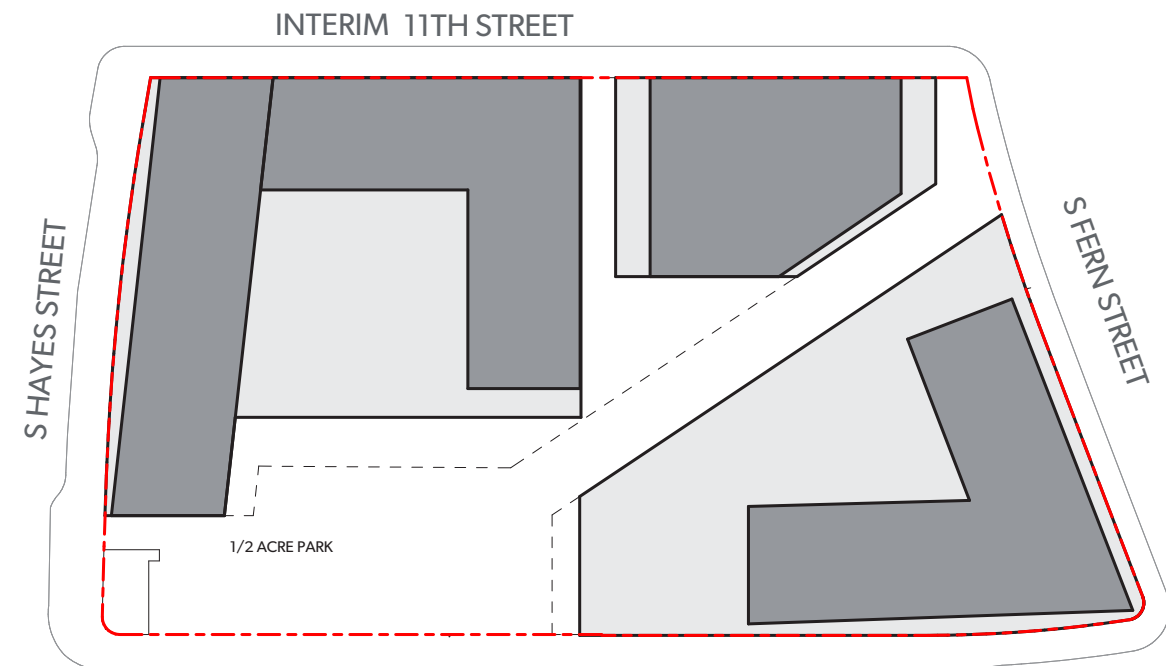 INTERIM 11TH STREET
S HAYES STREET
S FERN STREET
1/2 ACRE PARK